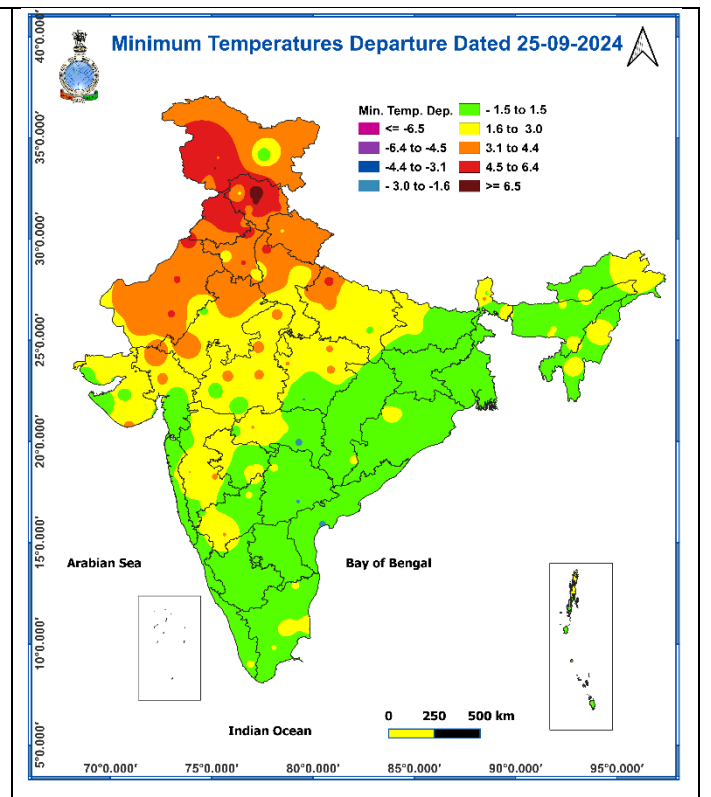 Minimum Temperatures Departure Dated 25-09-2024
Min. Temp. Dep.
<= -6.5
-6.4 to -4.5
-4.4 to -3.1
- 3.0 to -1.6
- 1.5 to 1.5
1.6 to 3.0
3.1 to 4.4
4.5 to 6.4
>= 6.5
40°0.000'
35°0.000'
30°0.000'
25°0.000'
20°0.000'
15°0.000'
10°0.000'
5°0.000'
Arabian Sea
Bay of Bengal
Indian Ocean
0 250 500 km
70°0.000' 75°0.000' 80°0.000' 85°0.000' 90°0.000' 95°0.000'